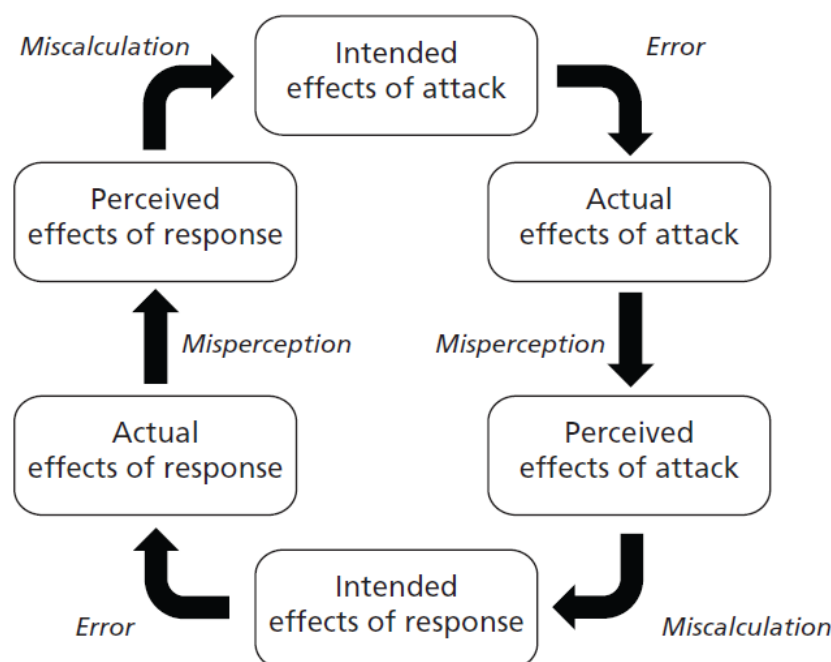 Miscalculation
Intended
effects of attack
Error
Perceived
effects of response
Actual
effects of attack
Misperception
Misperception
Actual
effects of response
Perceived
effects of attack
Error
Intended
effects of response
Miscalculation